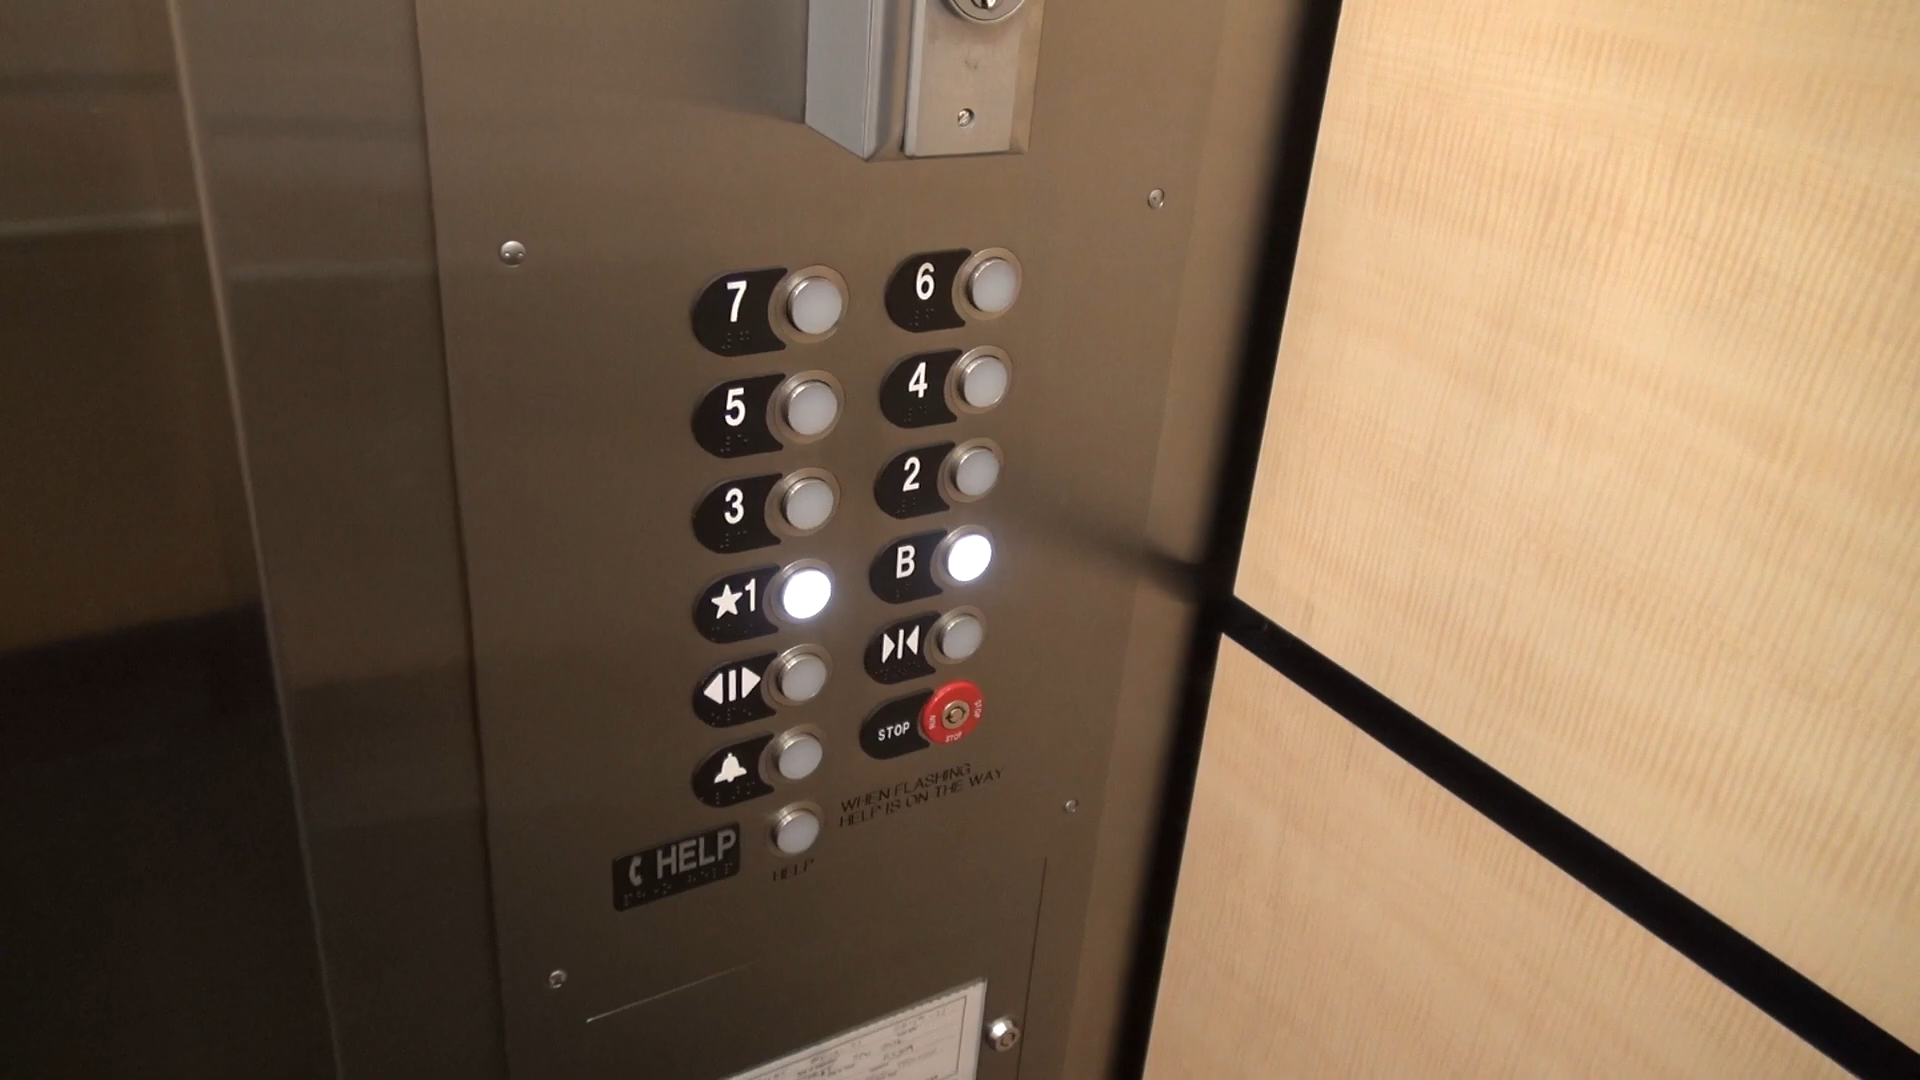 7
6
5
4
3
2
★1
B
STOP
RUN
STOP
STOP
WHEN FLASHING
HELP IS ON THE WAY
HELP
HELP